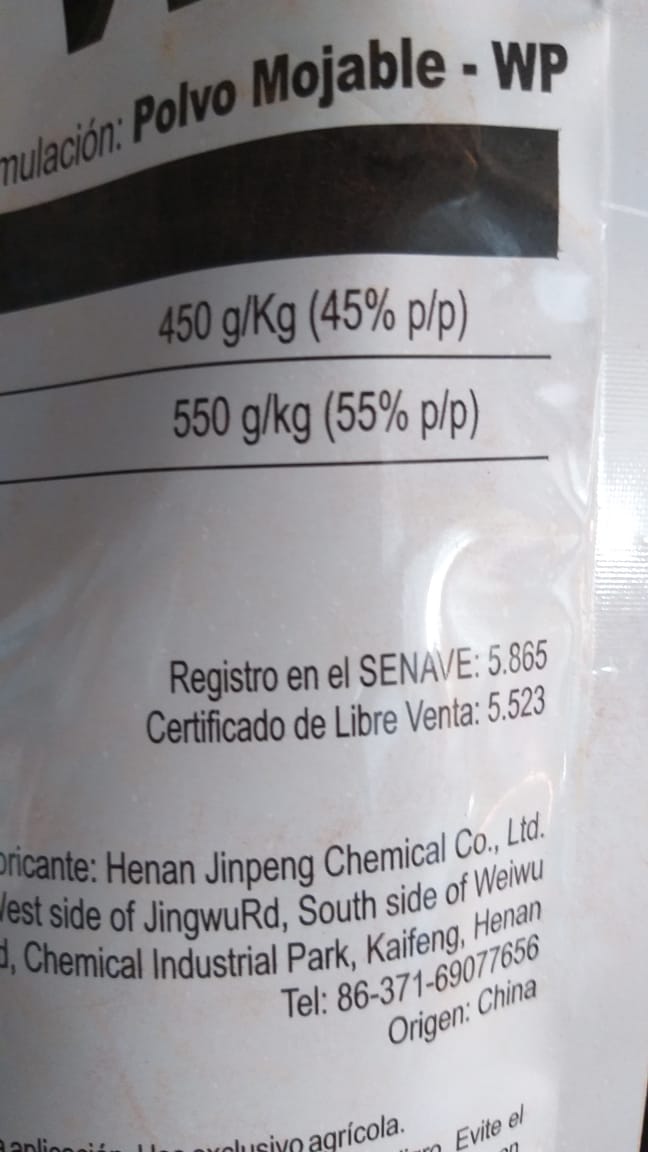 mulación: Polvo Mojable - WP
450 g/Kg (45% p/p)
550 g/kg (55% p/p)
Registro en el SENAVE: 5.865
Certificado de Libre Venta: 5.523
bricante: Henan Jinpeng Chemical Co., Ltd.
West side of JingwuRd, South side of Weiwu
d, Chemical Industrial Park, Kaifeng, Henan
Tel: 86-371-69077656
Origen: China
exclusivo agrícola.
Evite el